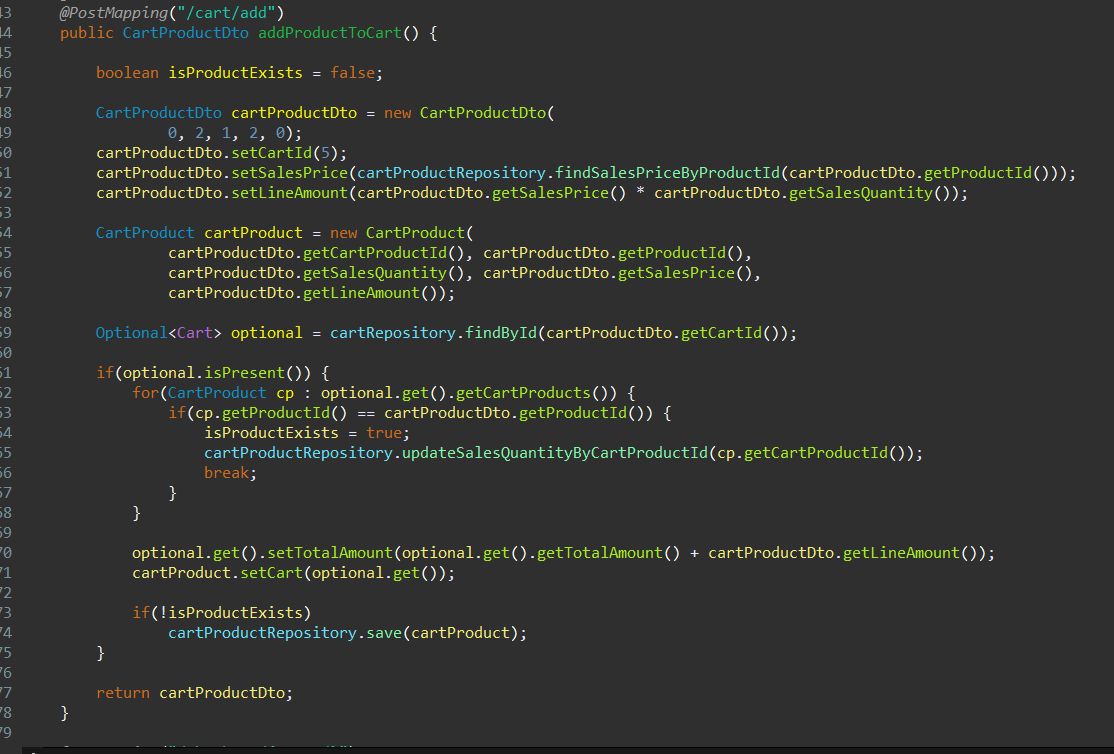 43 @PostMapping("/cart/add")
44 public CartProductDto addProductToCart() {
45
46 boolean isProductExists = false;
47
48 CartProductDto cartProductDto = new CartProductDto(
49 0, 2, 1, 2, 0);
50 cartProductDto.setCartId(5);
51 cartProductDto.setSalesPrice(cartProductRepository.findSalesPriceByProductId(cartProductDto.getProductId()));
52 cartProductDto.setLineAmount(cartProductDto.getSalesPrice() * cartProductDto.getSalesQuantity());
53
54 CartProduct cartProduct = new CartProduct(
55 cartProductDto.getCartProductId(), cartProductDto.getProductId(),
56 cartProductDto.getSalesQuantity(), cartProductDto.getSalesPrice(),
57 cartProductDto.getLineAmount());
58
59 Optional<Cart> optional = cartRepository.findById(cartProductDto.getCartId());
60
61 if(optional.isPresent()) {
62 for(CartProduct cp : optional.get().getCartProducts()) {
63 if(cp.getProductId() == cartProductDto.getProductId()) {
64 isProductExists = true;
65 cartProductRepository.updateSalesQuantityByCartProductId(cp.getCartProductId());
66 break;
67 }
68 }
69
70 optional.get().setTotalAmount(optional.get().getTotalAmount() + cartProductDto.getLineAmount());
71 cartProduct.setCart(optional.get());
72
73 if(!isProductExists)
74 cartProductRepository.save(cartProduct);
75 }
76
77 return cartProductDto;
78 }
79